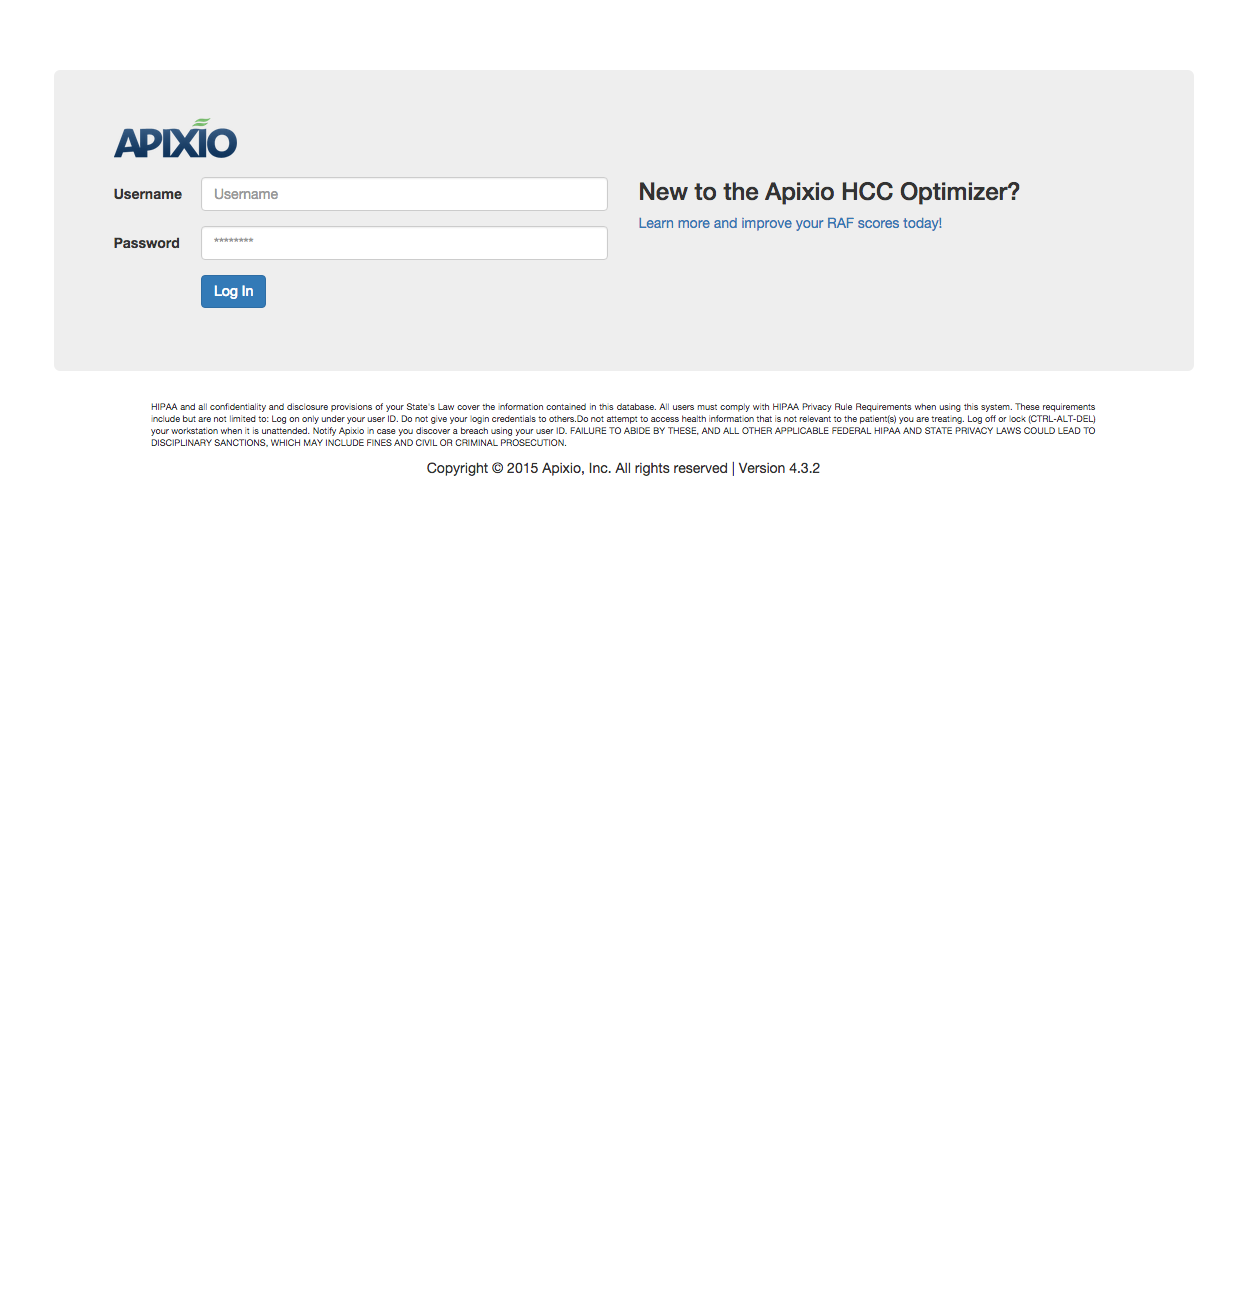 APIXIO
Username
Username
New to the Apixio HCC Optimizer?
Learn more and improve your RAF scores today!
Password
********
Log In
HIPAA and all confidentiality and disclosure provisions of your State's Law cover the information contained in this database. All users must comply with HIPAA Privacy Rule Requirements when using this system. These requirements
include but are not limited to: Log on only under your user ID. Do not give your login credentials to others.Do not attempt to access health information that is not relevant to the patient(s) you are treating. Log off or lock (CTRL-ALT-DEL)
your workstation when it is unattended. Notify Apixio in case you discover a breach using your user ID. FAILURE TO ABIDE BY THESE, AND ALL OTHER APPLICABLE FEDERAL HIPAA AND STATE PRIVACY LAWS COULD LEAD TO
DISCIPLINARY SANCTIONS, WHICH MAY INCLUDE FINES AND CIVIL OR CRIMINAL PROSECUTION.
Copyright © 2015 Apixio, Inc. All rights reserved | Version 4.3.2